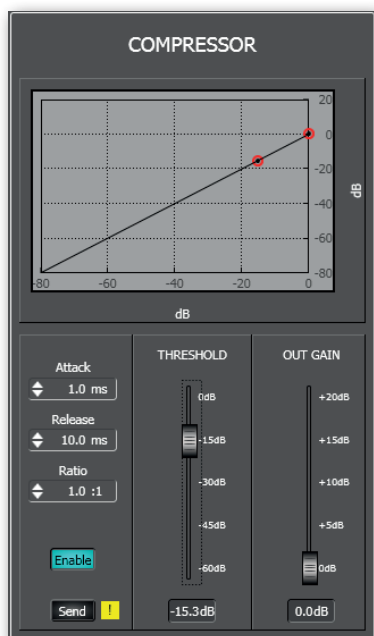 COMPRESSOR
20
0
-20
-40
-60
-80
-80 -60 -40 -20 0
dB
dB
Attack
1.0 ms
Release
10.0 ms
Ratio
1.0 :1
Enable
Send !
THRESHOLD
0dB
-15dB
-30dB
-45dB
-60dB
-15.3dB
OUT GAIN
+20dB
+15dB
+10dB
+5dB
0dB
0.0dB